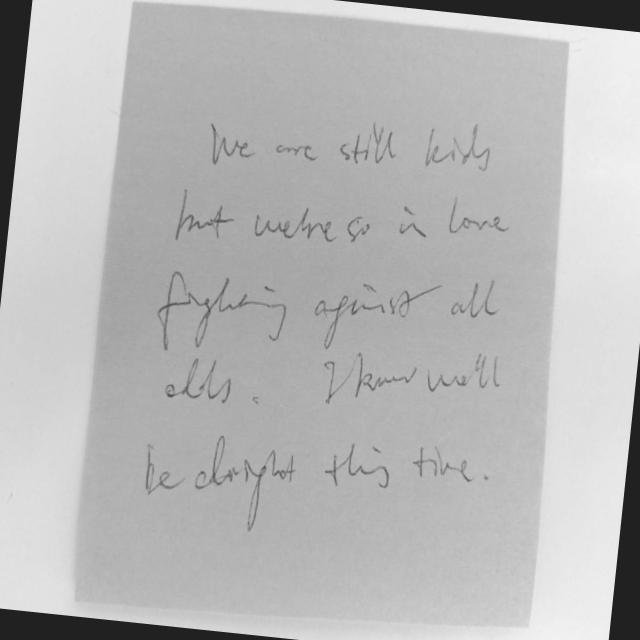 We are still kids
but we're so in love
fighting against all
odds. I know we'll
be alright this time.